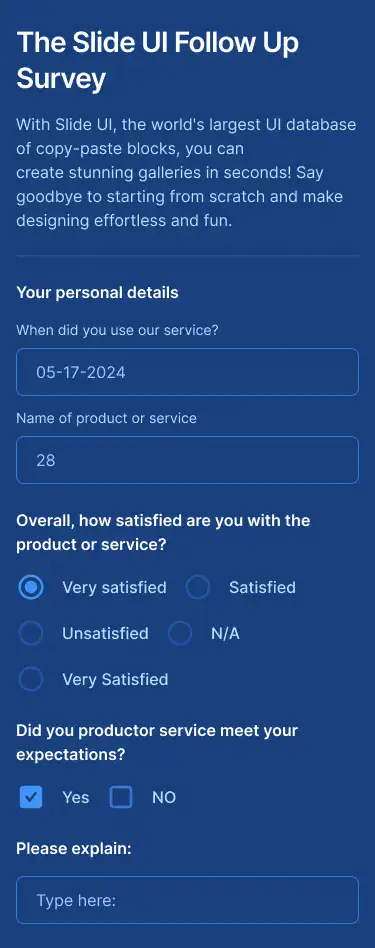 The Slide UI Follow Up
Survey
With Slide UI, the world's largest UI database
of copy-paste blocks, you can
create stunning galleries in seconds! Say
goodbye to starting from scratch and make
designing effortless and fun.
Your personal details
When did you use our service?
05-17-2024
Name of product or service
28
Overall, how satisfied are you with the
product or service?
Very satisfied Satisfied
Unsatisfied N/A
Very Satisfied
Did you productor service meet your
expectations?
Yes NO
Please explain:
Type here: